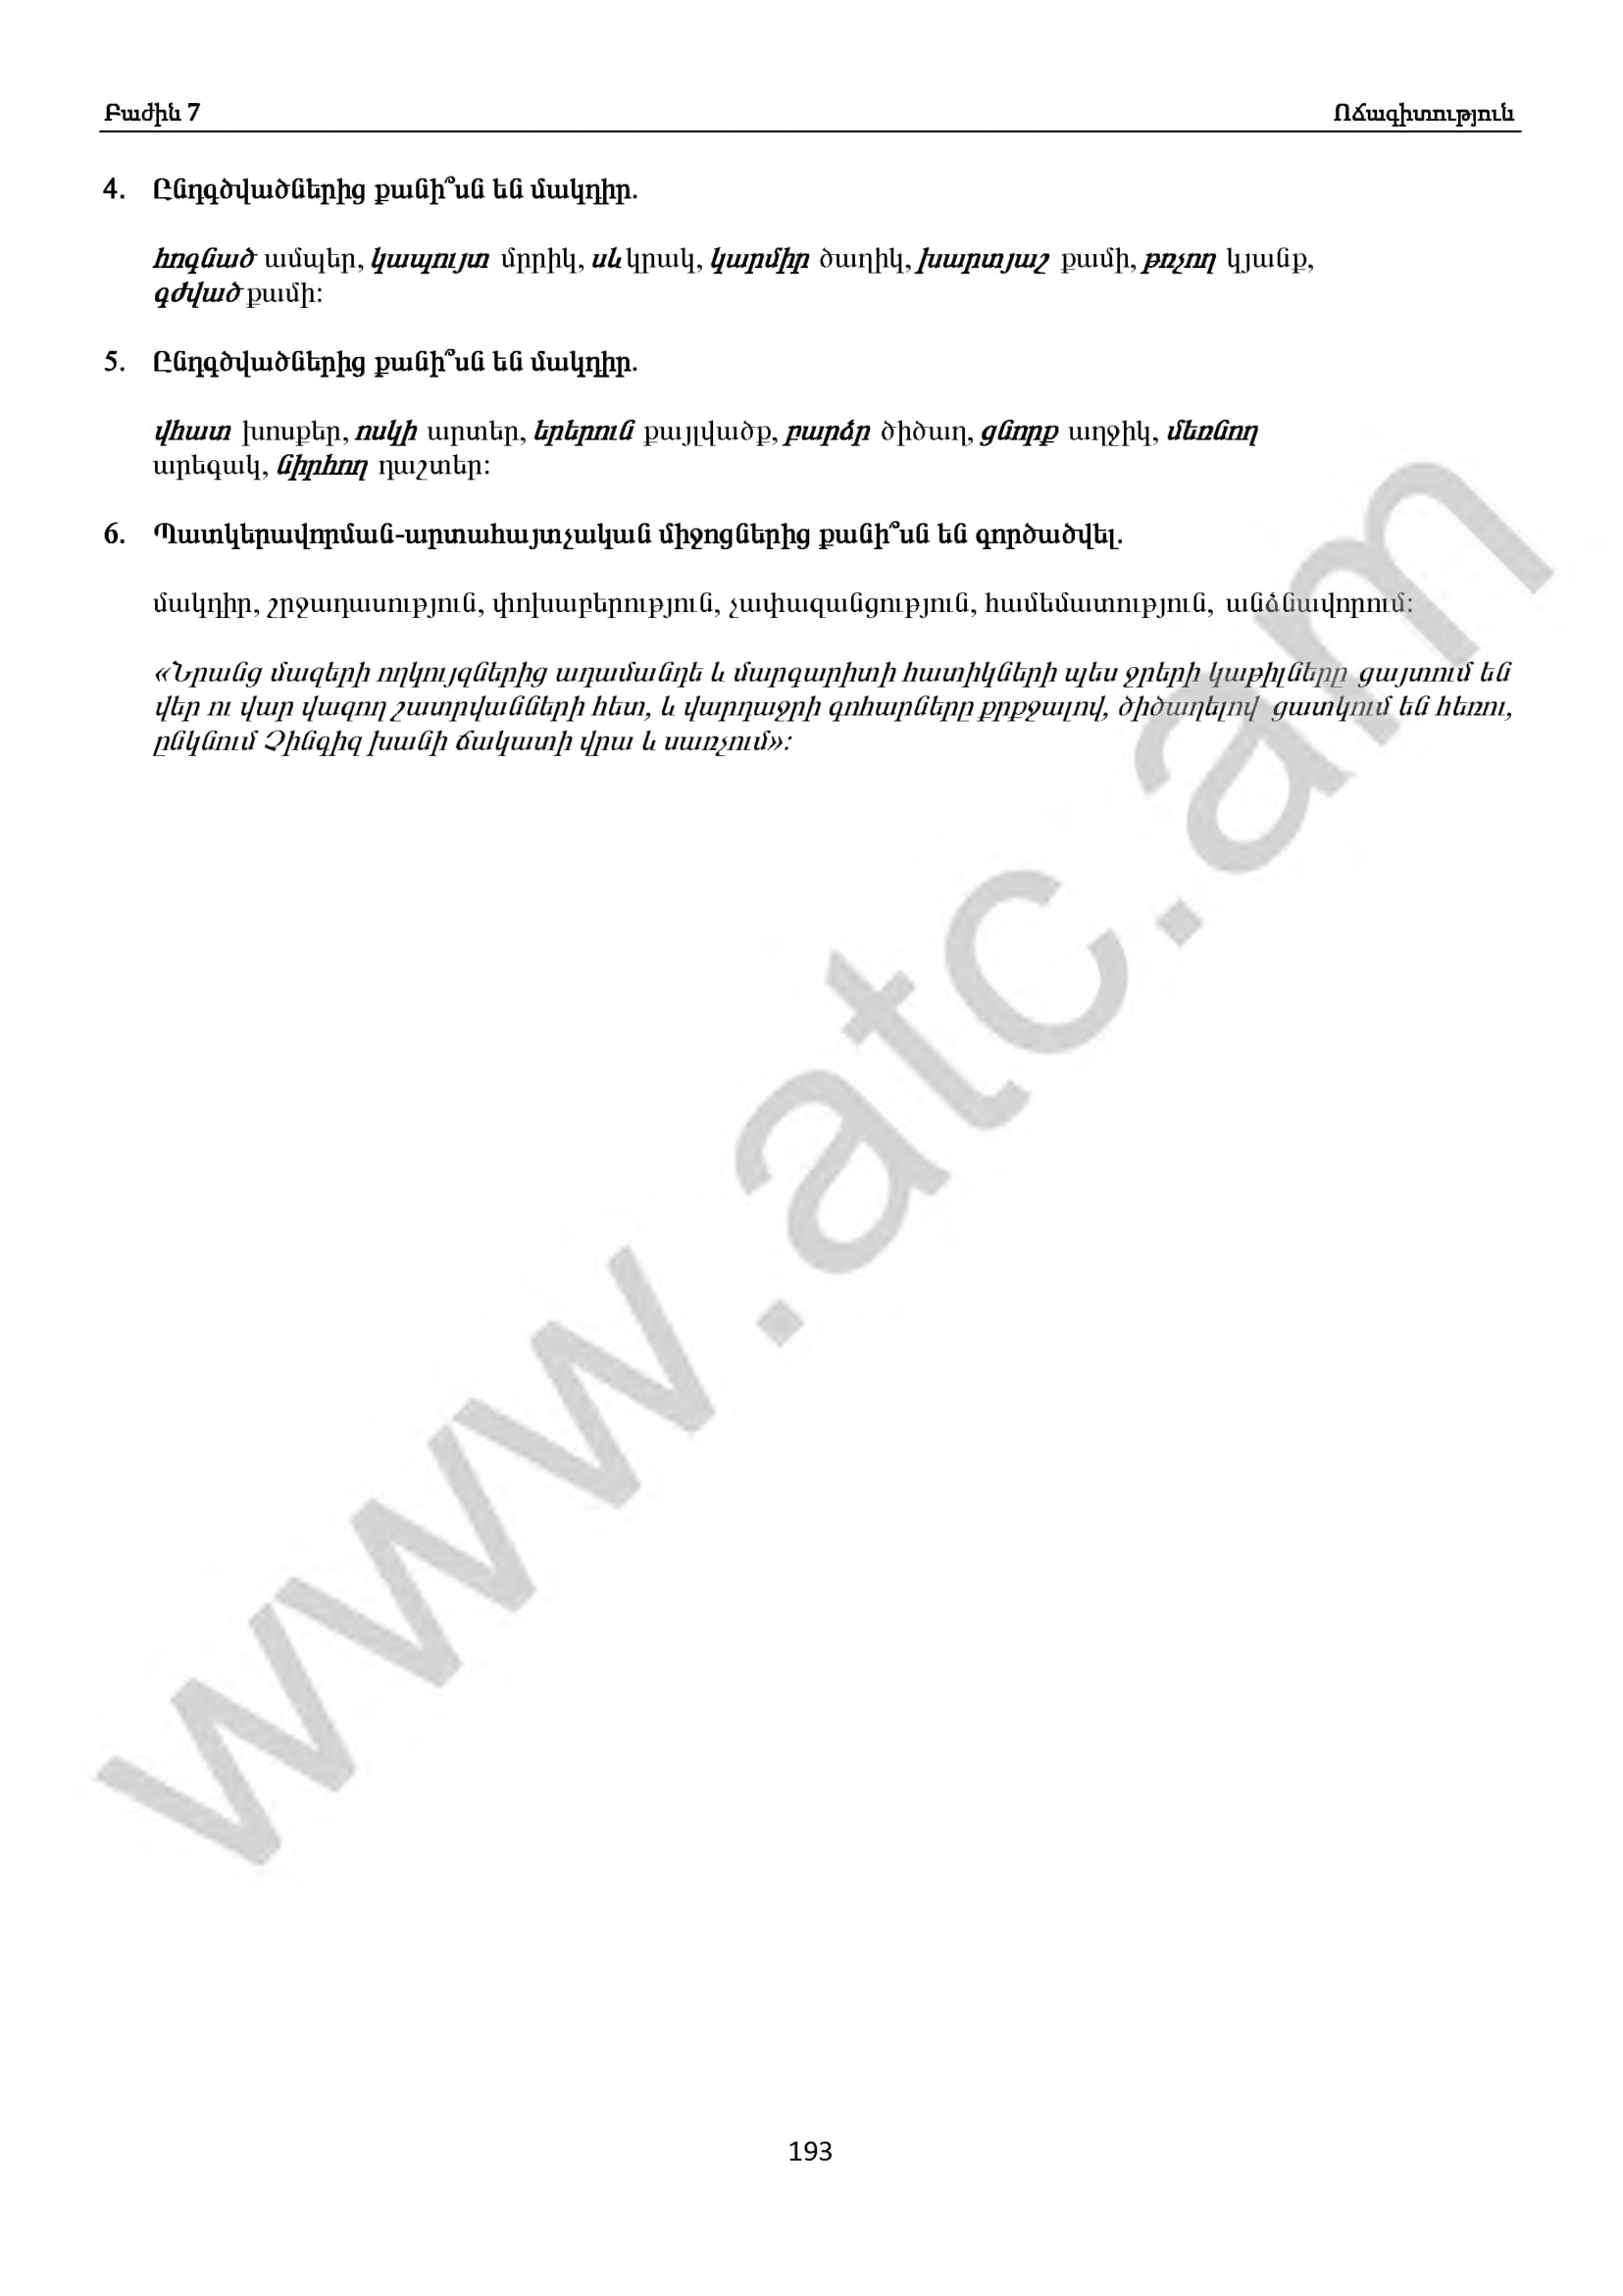 Բաժին 7 Ոճագիտություն
4. Ընդգծվածներից քանի՞սն են մակդիր.
հոգնած ամպեր, կապույտ մրրիկ, սև կրակ, կարմիր ծաղիկ, խարտյաշ քամի, թռչող կյանք,
գժված քամի:
5. Ընդգծվածներից քանի՞սն են մակդիր.
վհատ խոսքեր, ոսկի արտեր, երերուն քայլվածք, բարձր ծիծաղ, ցնորք աղջիկ, մեռնող
արեգակ, նիրհող դաշտեր:
6. Պատկերավորման-արտահայտչական միջոցներից քանի՞սն են գործածվել.
մակդիր, շրջադասություն, փոխաբերություն, չափազանցություն, համեմատություն, անձնավորում:
«Նրանց մազերի ողկույզներից ադամանդե և մարգարիտի հատիկների պես ջրերի կաթիլները ցայտում են
վեր ու վար վազող շատրվանների հետ, և վարդաջրի գոհարները քրքջալով, ծիծաղելով ցատկում են հեռու,
ընկնում Չինգիզ խանի ճակատի վրա և սառչում»:
www.atc.am
193